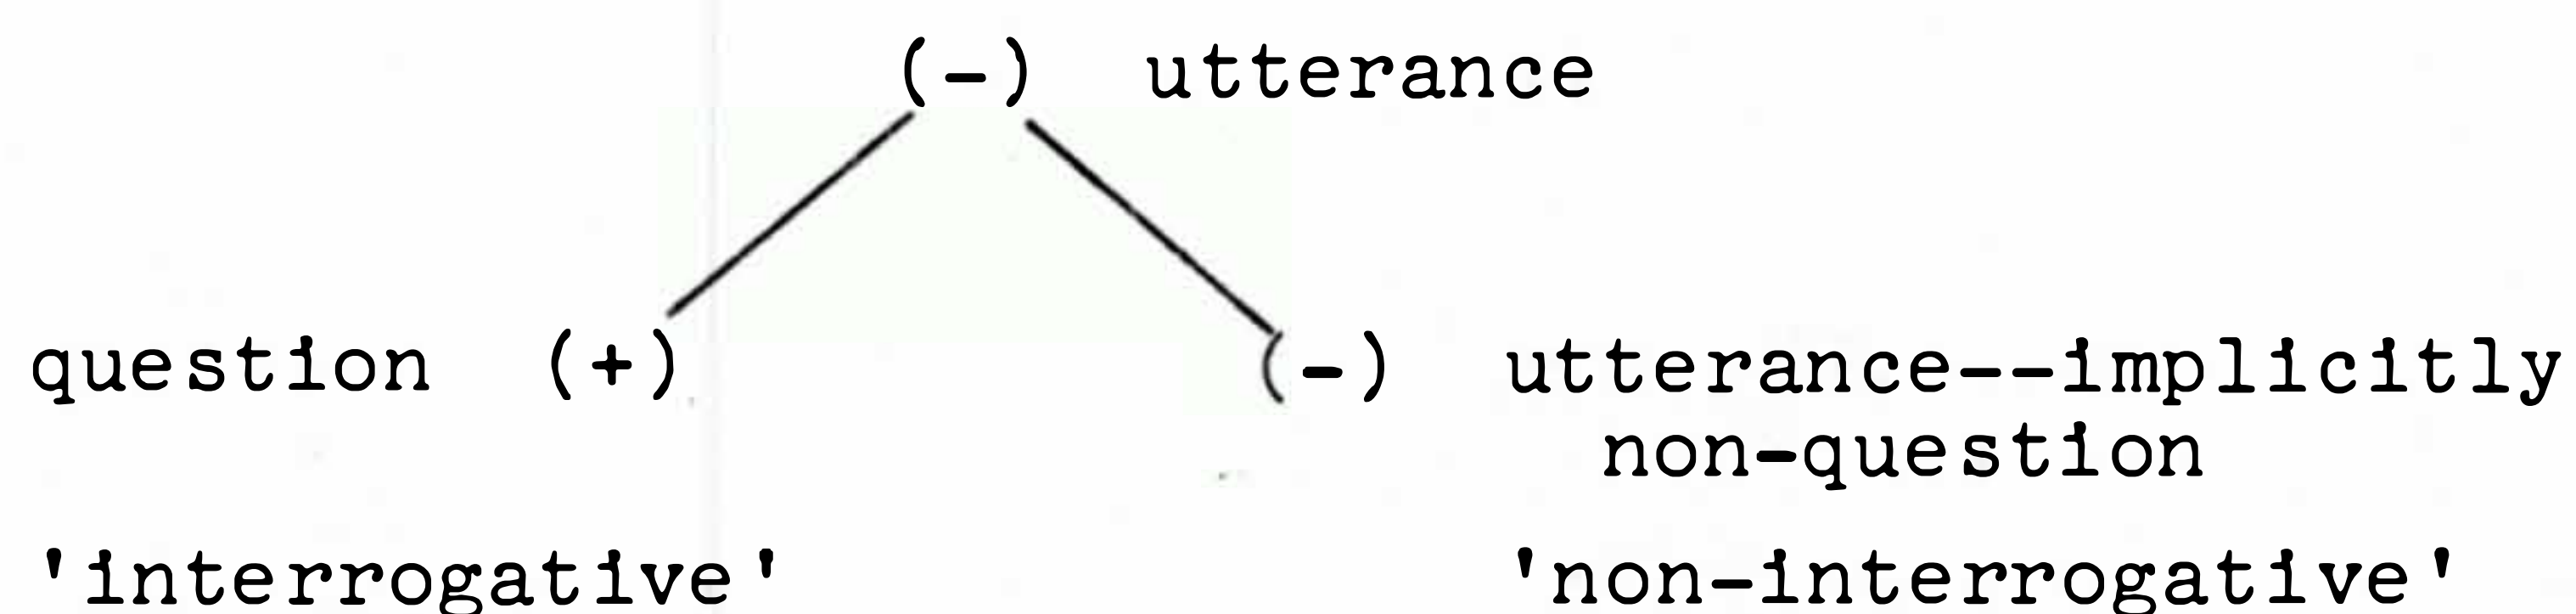 (-) utterance
question (+) (-) utterance--implicitly
non-question
'interrogative' 'non-interrogative'